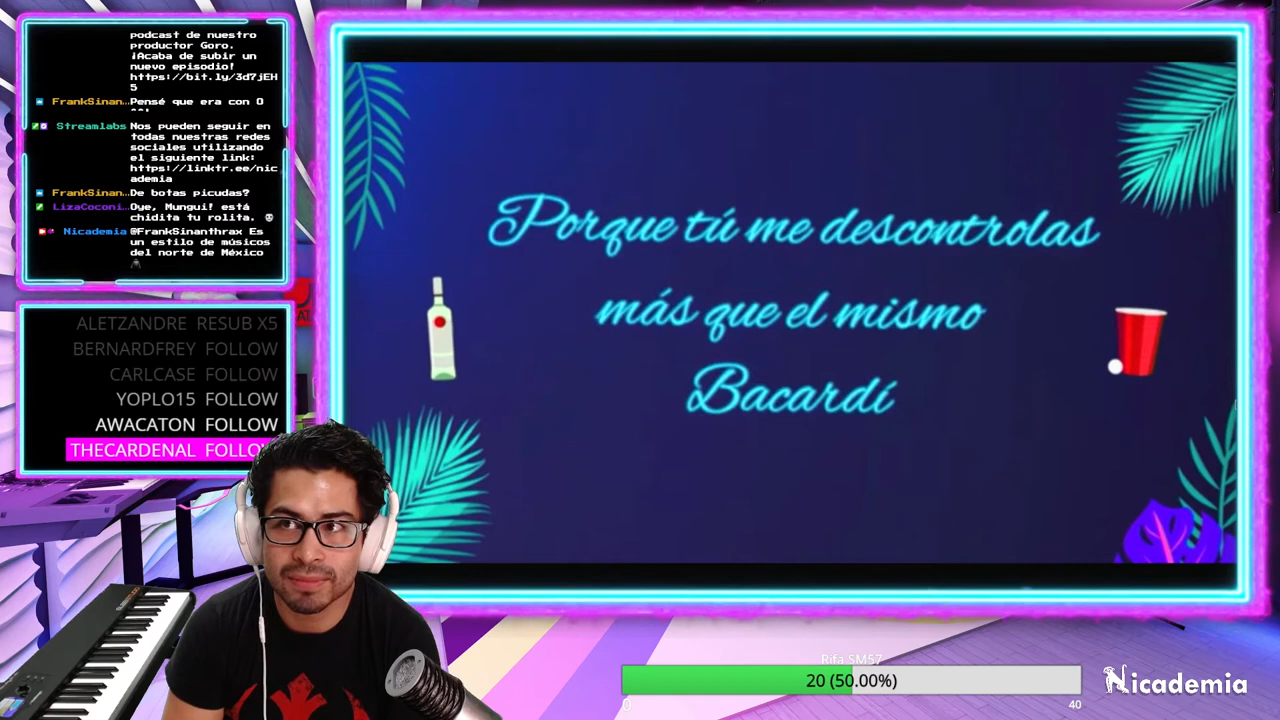 podcast de nuestro
productor Goro.
¡Acaba de subir un
nuevo episodio!
https://bit.ly/3d7jEH
5
FrankSinan… Pensé que era con O
Streamlabs Nos pueden seguir en
todas nuestras redes
sociales utilizando
el siguiente link:
https://linktr.ee/nic
ademia
FrankSinan… De botas picudas?
LizaCoconi… Oye, Mungui! está
chidita tu rolita.
Nicademia @FrankSinanthrax Es
un estilo de músicos
del norte de México
ALETZANDRE RESUB X5
BERNARDFREY FOLLOW
CARLCASE FOLLOW
YOPLO15 FOLLOW
AWACATON FOLLOW
THECARDENAL FOLLO
Porque tú me descontrolas
más que el mismo
Bacardí
Rifa SM57
20 (50.00%)
0
40
Nicademia